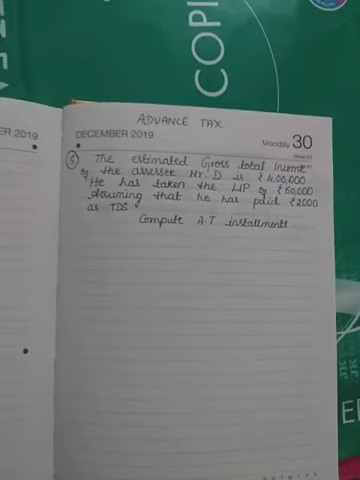 COPI
ER 2019
ADVANCE TAX
DECEMBER 2019
Monday 30
5 The estimated Gross total Income
of the assessee Mr. D is ₹ 4,00,000.
He has taken the LIP of ₹ 60,000.
Assuming that he has paid ₹ 2000
as TDS
Compute A.T installments.